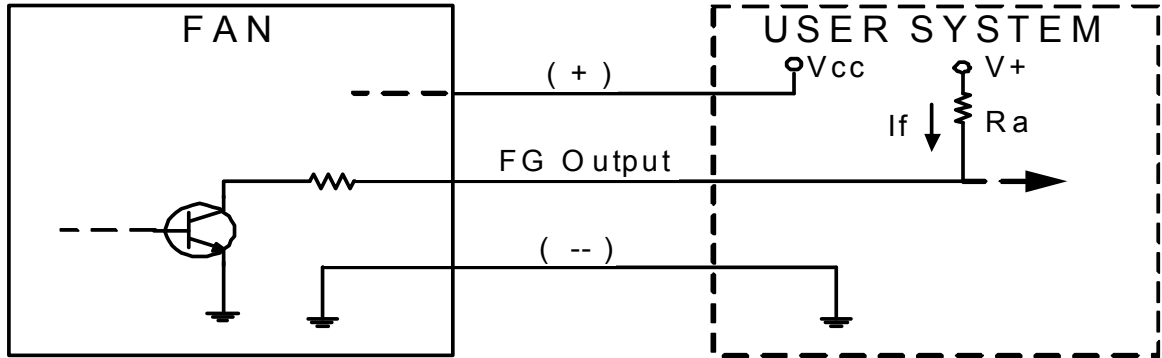 FAN
USER SYSTEM
Vcc
V+
( + )
If
Ra
FG Output
( -- )